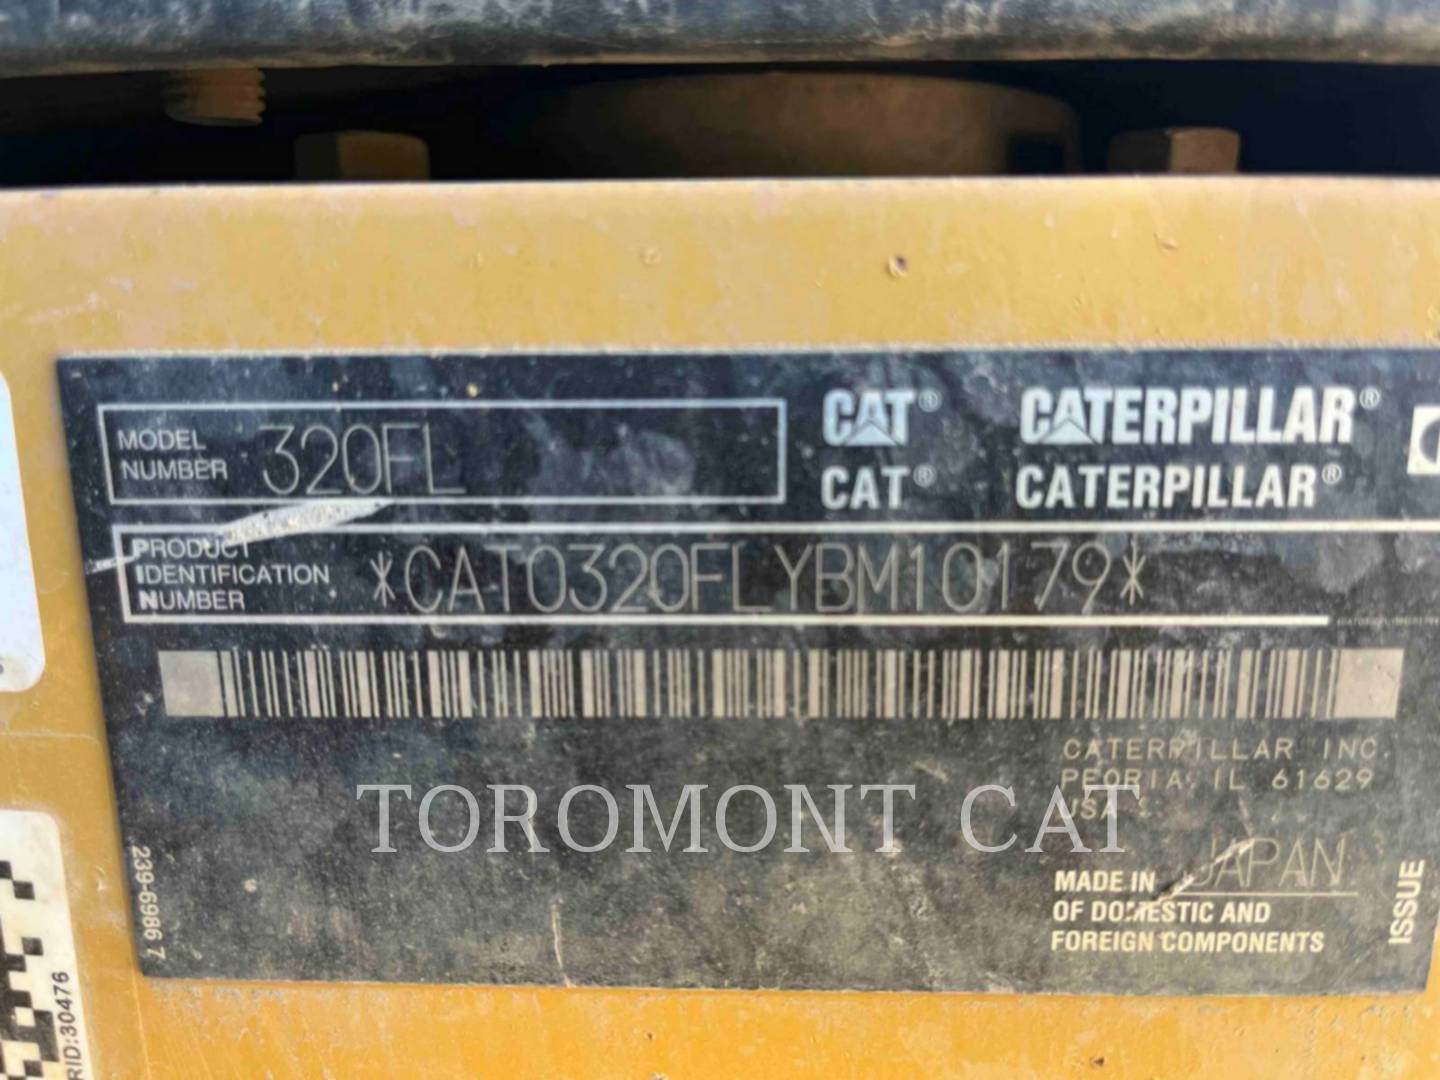 MODEL NUMBER 320FL
CAT® CATERPILLAR®
CAT® CATERPILLAR®
PRODUCT IDENTIFICATION NUMBER *CAT0320FLYBM10179*
CATERPILLAR INC.
PEORIA, IL 61629
USA
TOROMONT CAT
MADE IN JAPAN
OF DOMESTIC AND
FOREIGN COMPONENTS
239-6986 7
ISSUE
RID:30476